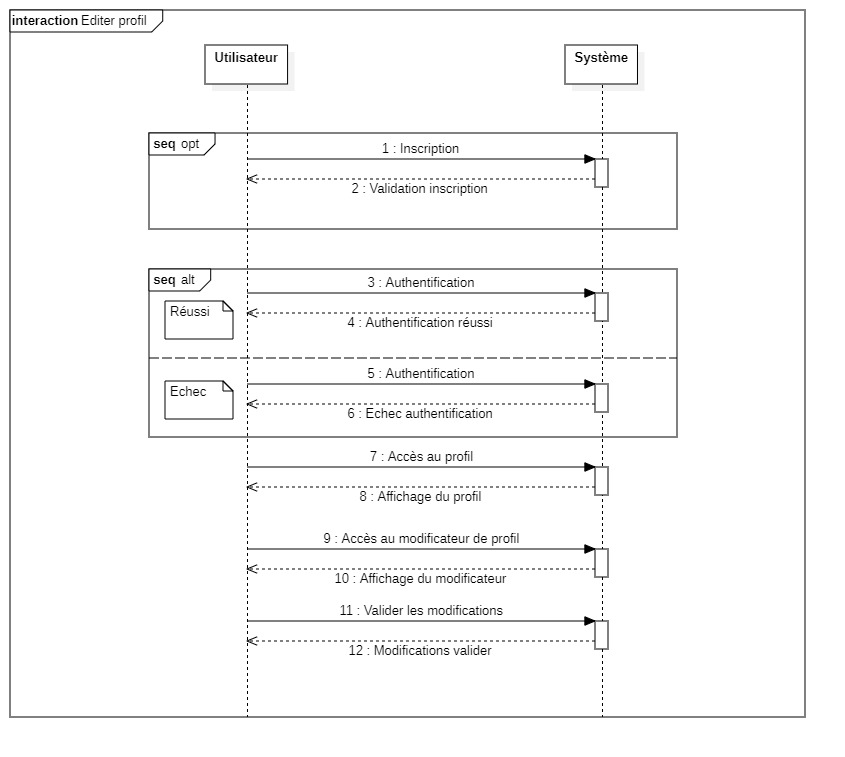 interaction Editer profil
Utilisateur
Système
seq opt
1 : Inscription
2 : Validation inscription
seq alt
3 : Authentification
Réussi
4 : Authentification réussi
5 : Authentification
Echec
6 : Echec authentification
7 : Accès au profil
8 : Affichage du profil
9 : Accès au modificateur de profil
10 : Affichage du modificateur
11 : Valider les modifications
12 : Modifications valider